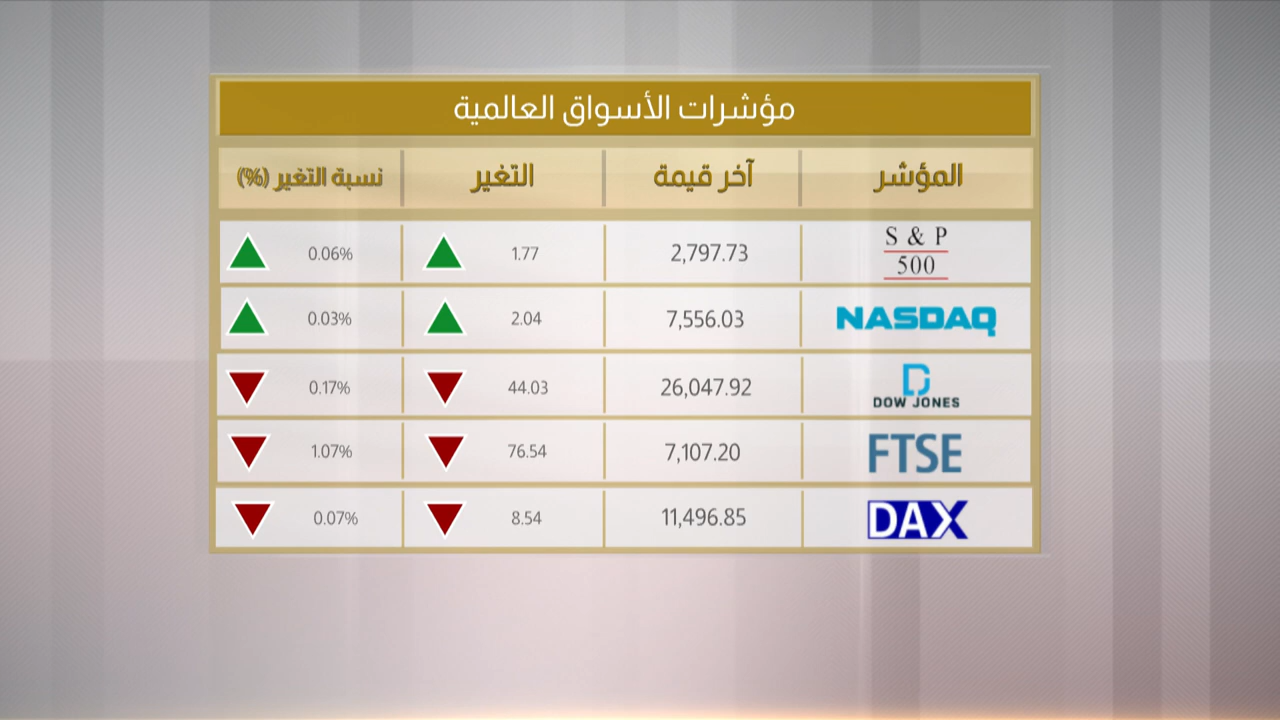 مؤشرات الأسواق العالمية
المؤشر آخر قيمة التغير نسبة التغير (%)
S & P
500 2,797.73 1.77 0.06%
NASDAQ 7,556.03 2.04 0.03%
DOW JONES 26,047.92 44.03 0.17%
FTSE 7,107.20 76.54 1.07%
DAX 11,496.85 8.54 0.07%